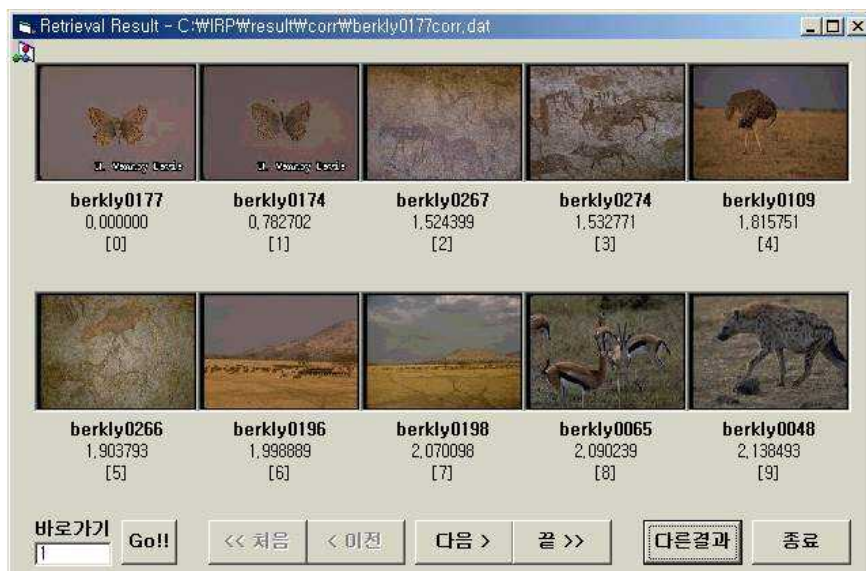 Retrieval Result - C:₩IRP₩result₩corr₩berkly0177corr.dat
berkly0177
0,000000
[0]
berkly0174
0,782702
[1]
berkly0267
1,524399
[2]
berkly0274
1,532771
[3]
berkly0109
1,815751
[4]
berkly0266
1,903793
[5]
berkly0196
1,998889
[6]
berkly0198
2,070098
[7]
berkly0065
2,090239
[8]
berkly0048
2,138493
[9]
바로가기
1
Go!!
<< 처음
< 이전
다음 >
끝 >>
다른결과
종료